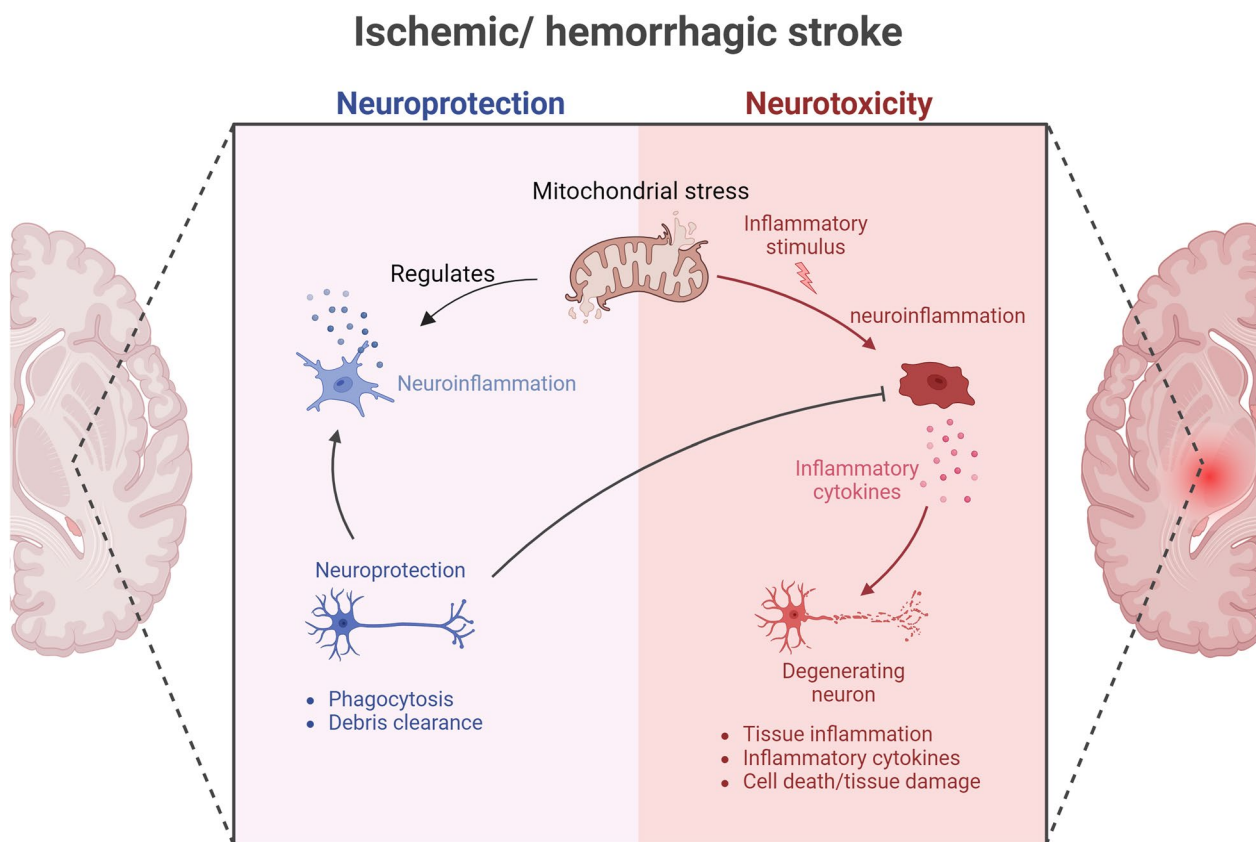 Ischemic/ hemorrhagic stroke
Neuroprotection
Neurotoxicity
Mitochondrial stress
Inflammatory
stimulus
Regulates
neuroinflammation
Neuroinflammation
Inflammatory
cytokines
Neuroprotection
Degenerating
neuron
• Phagocytosis
• Debris clearance
• Tissue inflammation
• Inflammatory cytokines
• Cell death/tissue damage